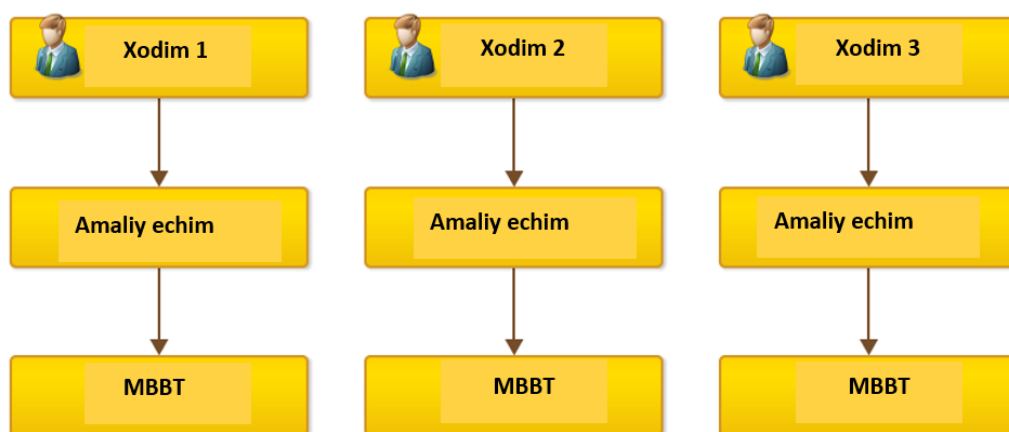 Xodim 1
Xodim 2
Xodim 3
Amaliy echim
Amaliy echim
Amaliy echim
MBBT
MBBT
MBBT